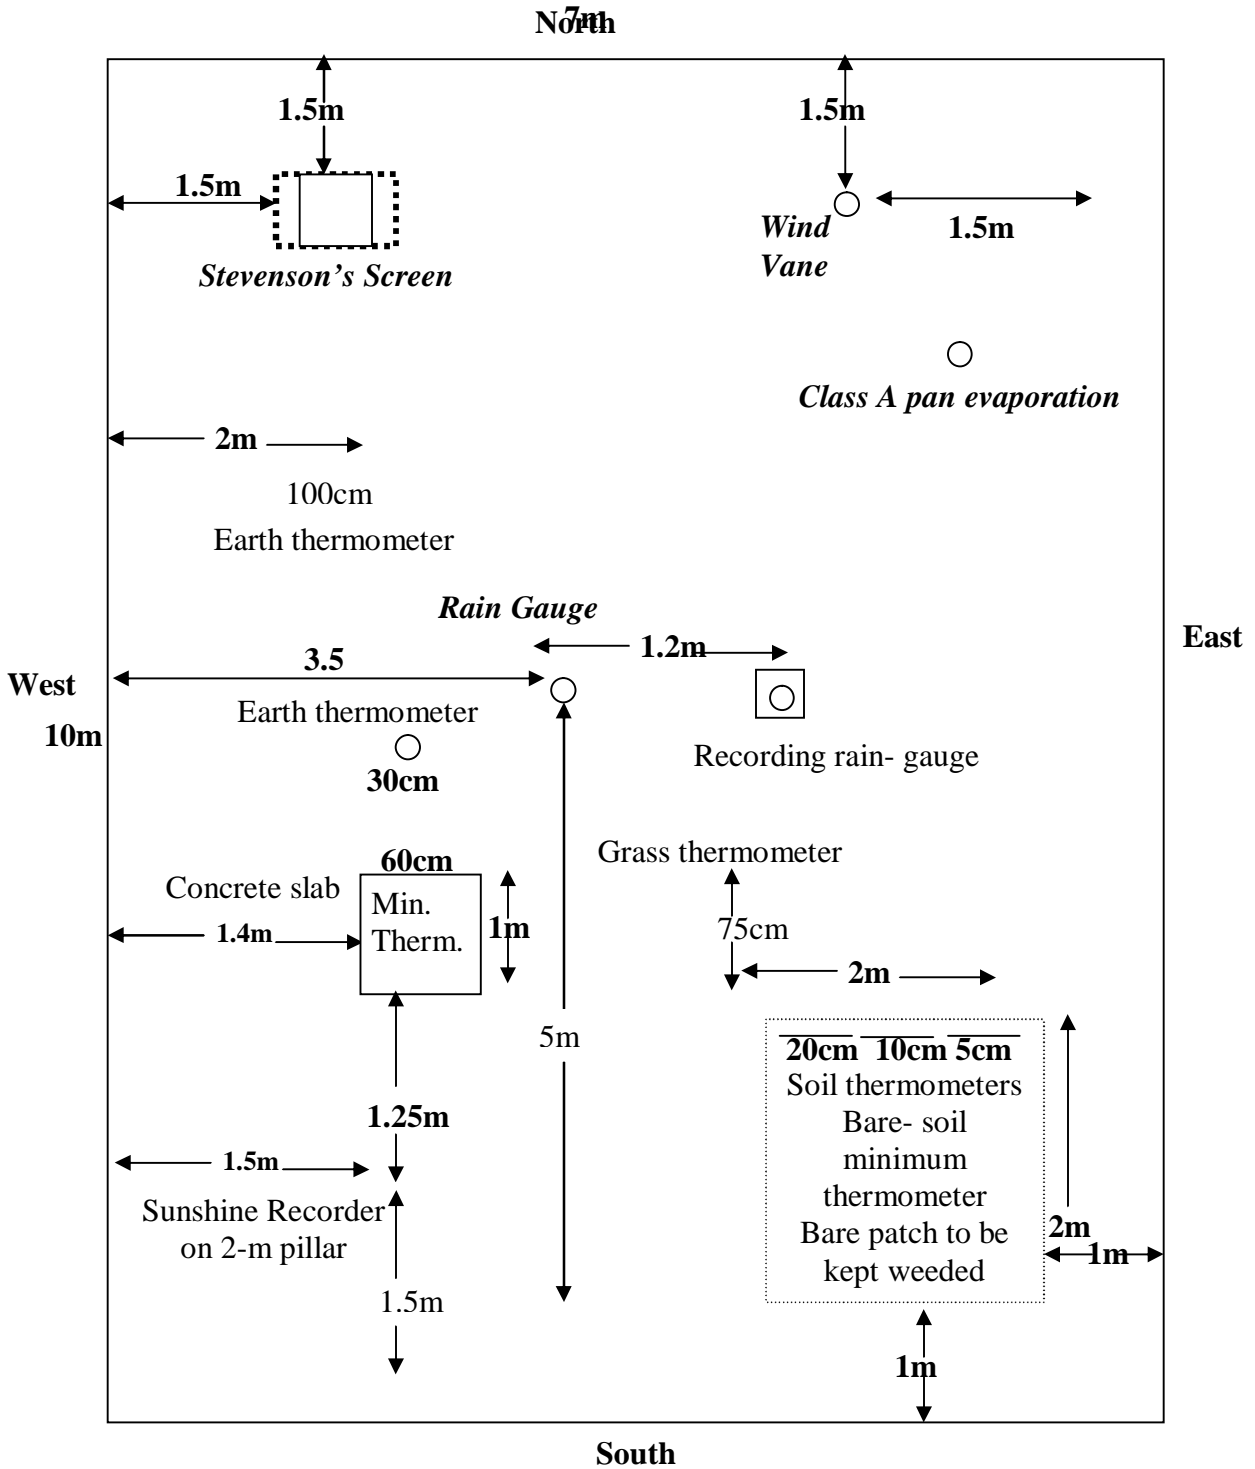 7m
North
1.5m
1.5m
1.5m
Wind
Vane
1.5m
Stevenson's Screen
Class A pan evaporation
2m
100cm
Earth thermometer
Rain Gauge
1.2m
East
3.5
West
Earth thermometer
10m
Recording rain- gauge
30cm
Grass thermometer
60cm
Concrete slab
Min.
Therm.
1.4m
1m
75cm
2m
5m
20cm 10cm 5cm
Soil thermometers
Bare- soil
minimum
thermometer
Bare patch to be
kept weeded
1.25m
1.5m
Sunshine Recorder
on 2-m pillar
2m
1m
1.5m
1m
South